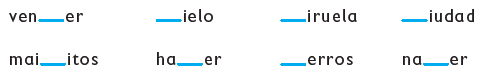 ven__er __ielo __iruela __iudad
mai__itos ha__er __erros na__er